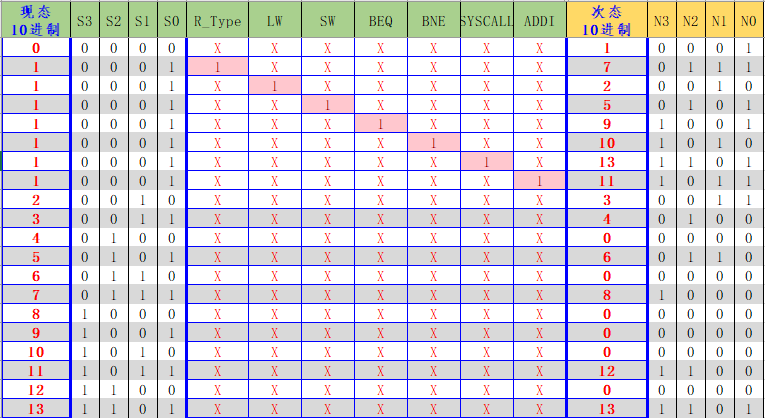 现态 10进制 S3 S2 S1 S0 R_Type LW SW BEQ BNE SYSCALL ADDI 次态 10进制 N3 N2 N1 N0
0 0 0 0 0 X X X X X X X 1 0 0 0 1
1 0 0 0 1 1 X X X X X X 7 0 1 1 1
1 0 0 0 1 X 1 X X X X X 2 0 0 1 0
1 0 0 0 1 X X 1 X X X X 5 0 1 0 1
1 0 0 0 1 X X X 1 X X X 9 1 0 0 1
1 0 0 0 1 X X X X 1 X X 10 1 0 1 0
1 0 0 0 1 X X X X X 1 X 13 1 1 0 1
1 0 0 0 1 X X X X X X 1 11 1 0 1 1
2 0 0 1 0 X X X X X X X 3 0 0 1 1
3 0 0 1 1 X X X X X X X 4 0 1 0 0
4 0 1 0 0 X X X X X X X 0 0 0 0 0
5 0 1 0 1 X X X X X X X 6 0 1 1 0
6 0 1 1 0 X X X X X X X 0 0 0 0 0
7 0 1 1 1 X X X X X X X 8 1 0 0 0
8 1 0 0 0 X X X X X X X 0 0 0 0 0
9 1 0 0 1 X X X X X X X 0 0 0 0 0
10 1 0 1 0 X X X X X X X 0 0 0 0 0
11 1 0 1 1 X X X X X X X 12 1 1 0 0
12 1 1 0 0 X X X X X X X 0 0 0 0 0
13 1 1 0 1 X X X X X X X 13 1 1 0 1